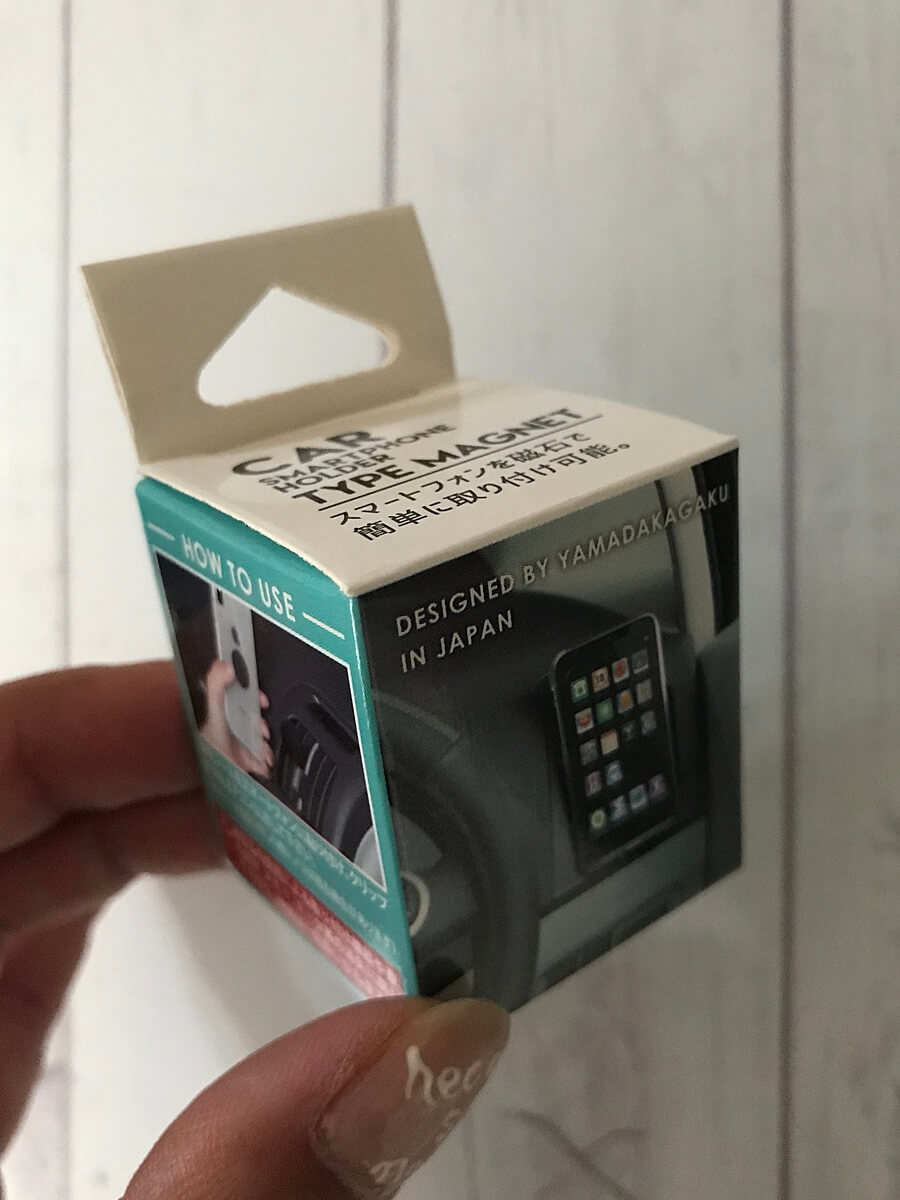 CAR
SMARTPHONE
HOLDER
TYPE MAGNET
スマートフォンを磁石で
簡単に取り付け可能。
HOW TO USE
DESIGNED BY YAMADAKAGAKU
IN JAPAN